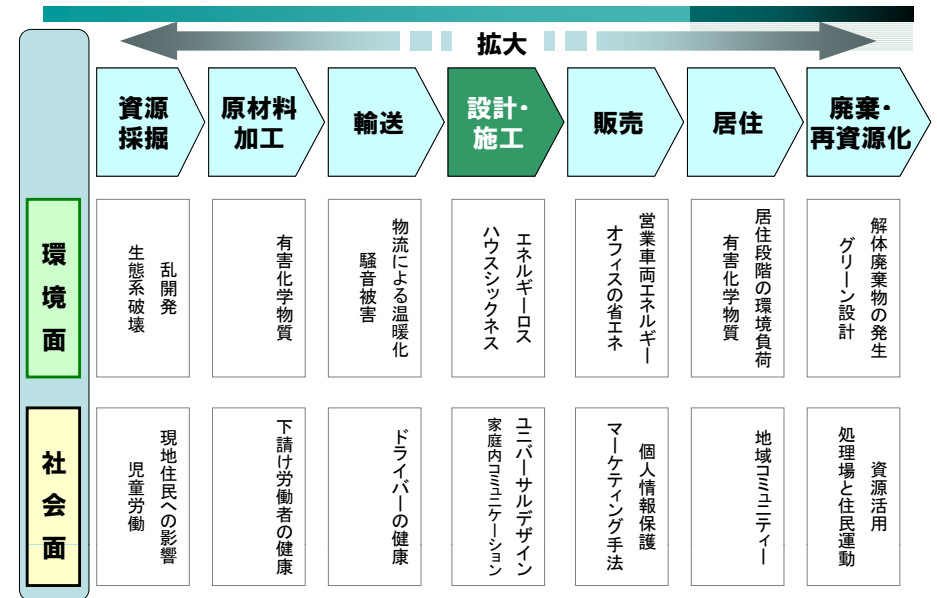 拡大
資源
採掘
原材料
加工
輸送
設計・
施工
販売
居住
廃棄・
再資源化
環境面
乱開発
生態系破壊
有害化学物質
物流による温暖化
騒音被害
エネルギーロス
ハウスシックネス
営業車両エネルギー
オフィスの省エネ
居住段階の環境負荷
有害化学物質
解体廃棄物の発生
グリーン設計
社会面
現地住民への影響
児童労働
下請け労働者の健康
ドライバーの健康
ユニバーサルデザイン
家庭内コミュニケーション
個人情報保護
マーケティング手法
地域コミュニティー
資源活用
処理場と住民運動